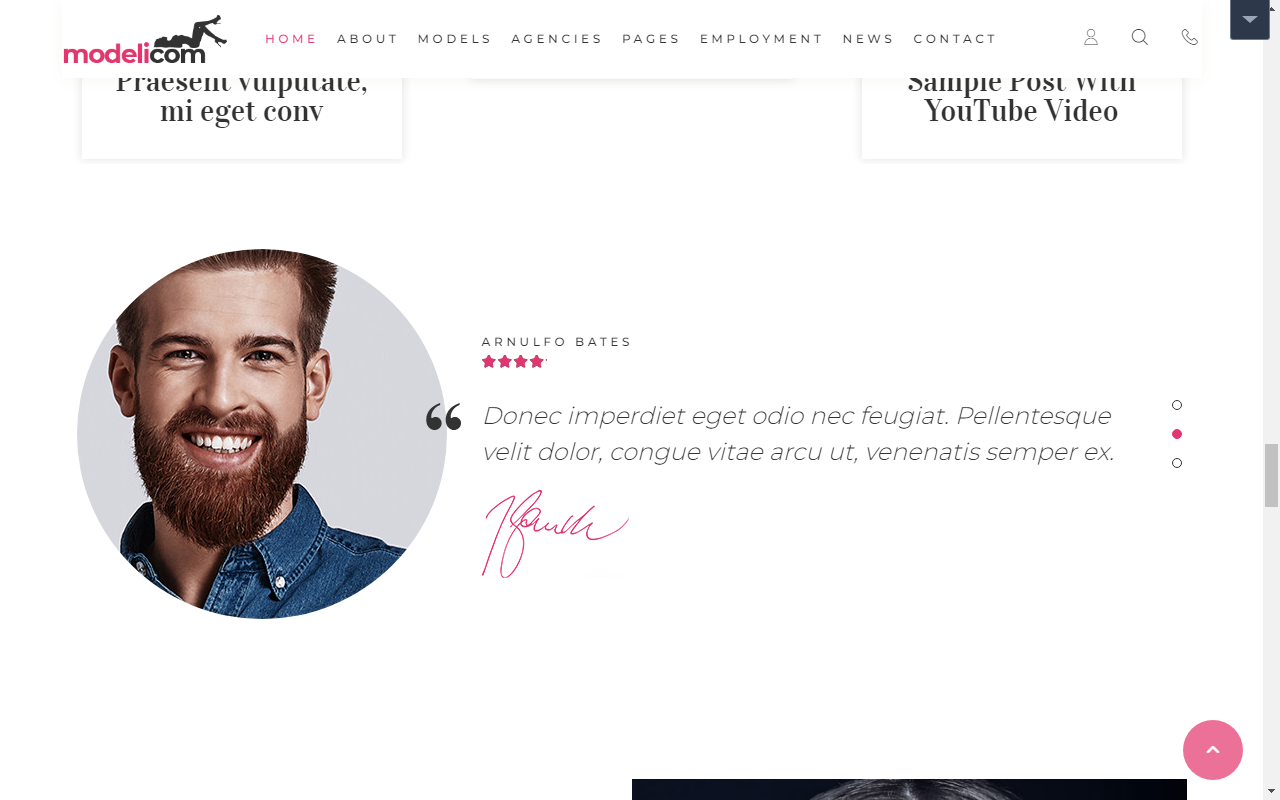 modelicom
HOME ABOUT MODELS AGENCIES PAGES EMPLOYMENT NEWS CONTACT
Praesent vulputate,
mi eget conv
Sample Post With
YouTube Video
ARNULFO BATES
“ Donec imperdiet eget odio nec feugiat. Pellentesque
velit dolor, congue vitae arcu ut, venenatis semper ex.